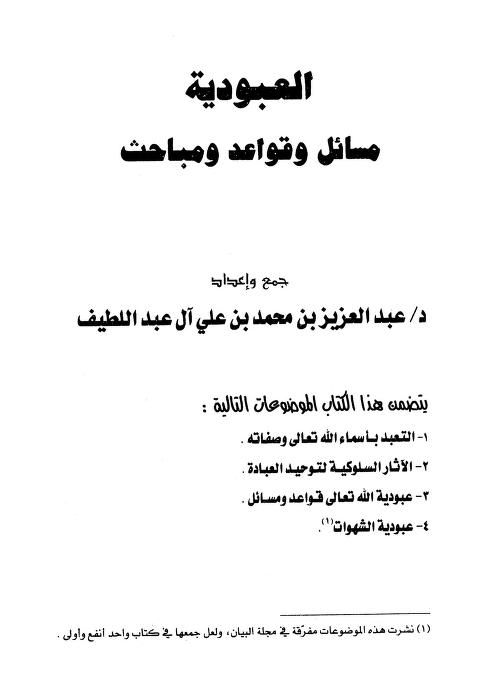 العبودية
مسائل وقواعد ومباحث
جمع وإعداد
د/ عبد العزيز بن محمد بن علي آل عبد اللطيف
يتضمن هذا الكتاب الموضوعات التالية :
١- التعبد بأسماء الله تعالى وصفاته .
٢- الآثار السلوكية لتوحيد العبادة .
٣- عبودية الله تعالى قواعد ومسائل .
٤- عبودية الشهوات(١).
(١) نشرت هذه الموضوعات مفرّقة في مجلة البيان، ولعل جمعها في كتاب واحد أنفع وأولى .